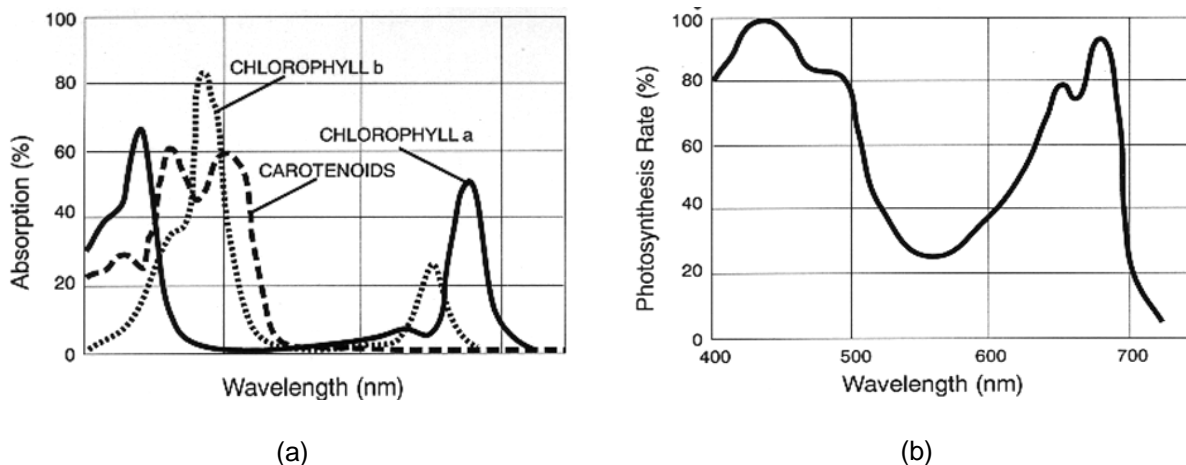 100
80
60
40
20
0
Absorption (%)
CHLOROPHYLL b
CHLOROPHYLL a
CAROTENOIDS
Wavelength (nm)
(a)
100
80
60
40
20
0
Photosynthesis Rate (%)
400 500 600 700
Wavelength (nm)
(b)